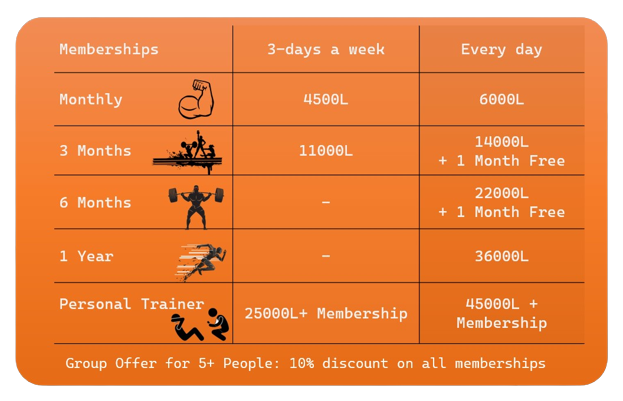 Memberships 3-days a week Every day
Monthly 4500L 6000L
3 Months 11000L 14000L
+ 1 Month Free
6 Months - 22000L
+ 1 Month Free
1 Year - 36000L
Personal Trainer 25000L+ Membership 45000L +
Membership
Group Offer for 5+ People: 10% discount on all memberships